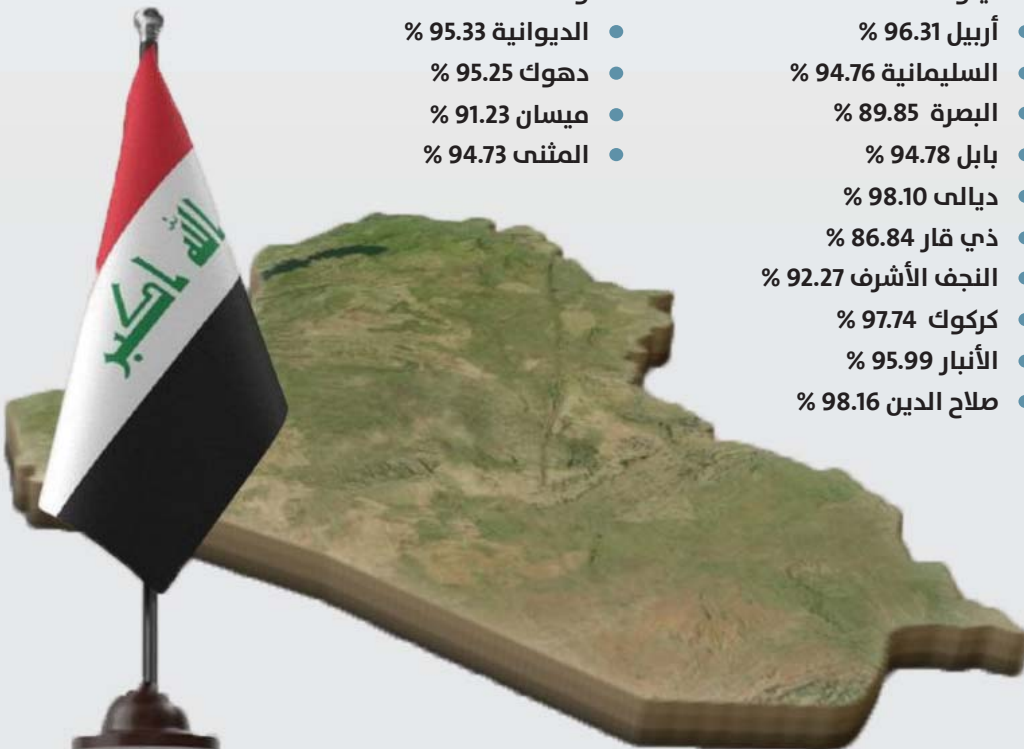 أربيل 96.31 %
السليمانية 94.76 %
البصرة 89.85 %
بابل 94.78 %
ديالى 98.10 %
ذي قار 86.84 %
النجف الأشرف 92.27 %
كركوك 97.74 %
الأنبار 95.99 %
صلاح الدين 98.16 %
الديوانية 95.33 %
دهوك 95.25 %
ميسان 91.23 %
المثنى 94.73 %
الله اكبر